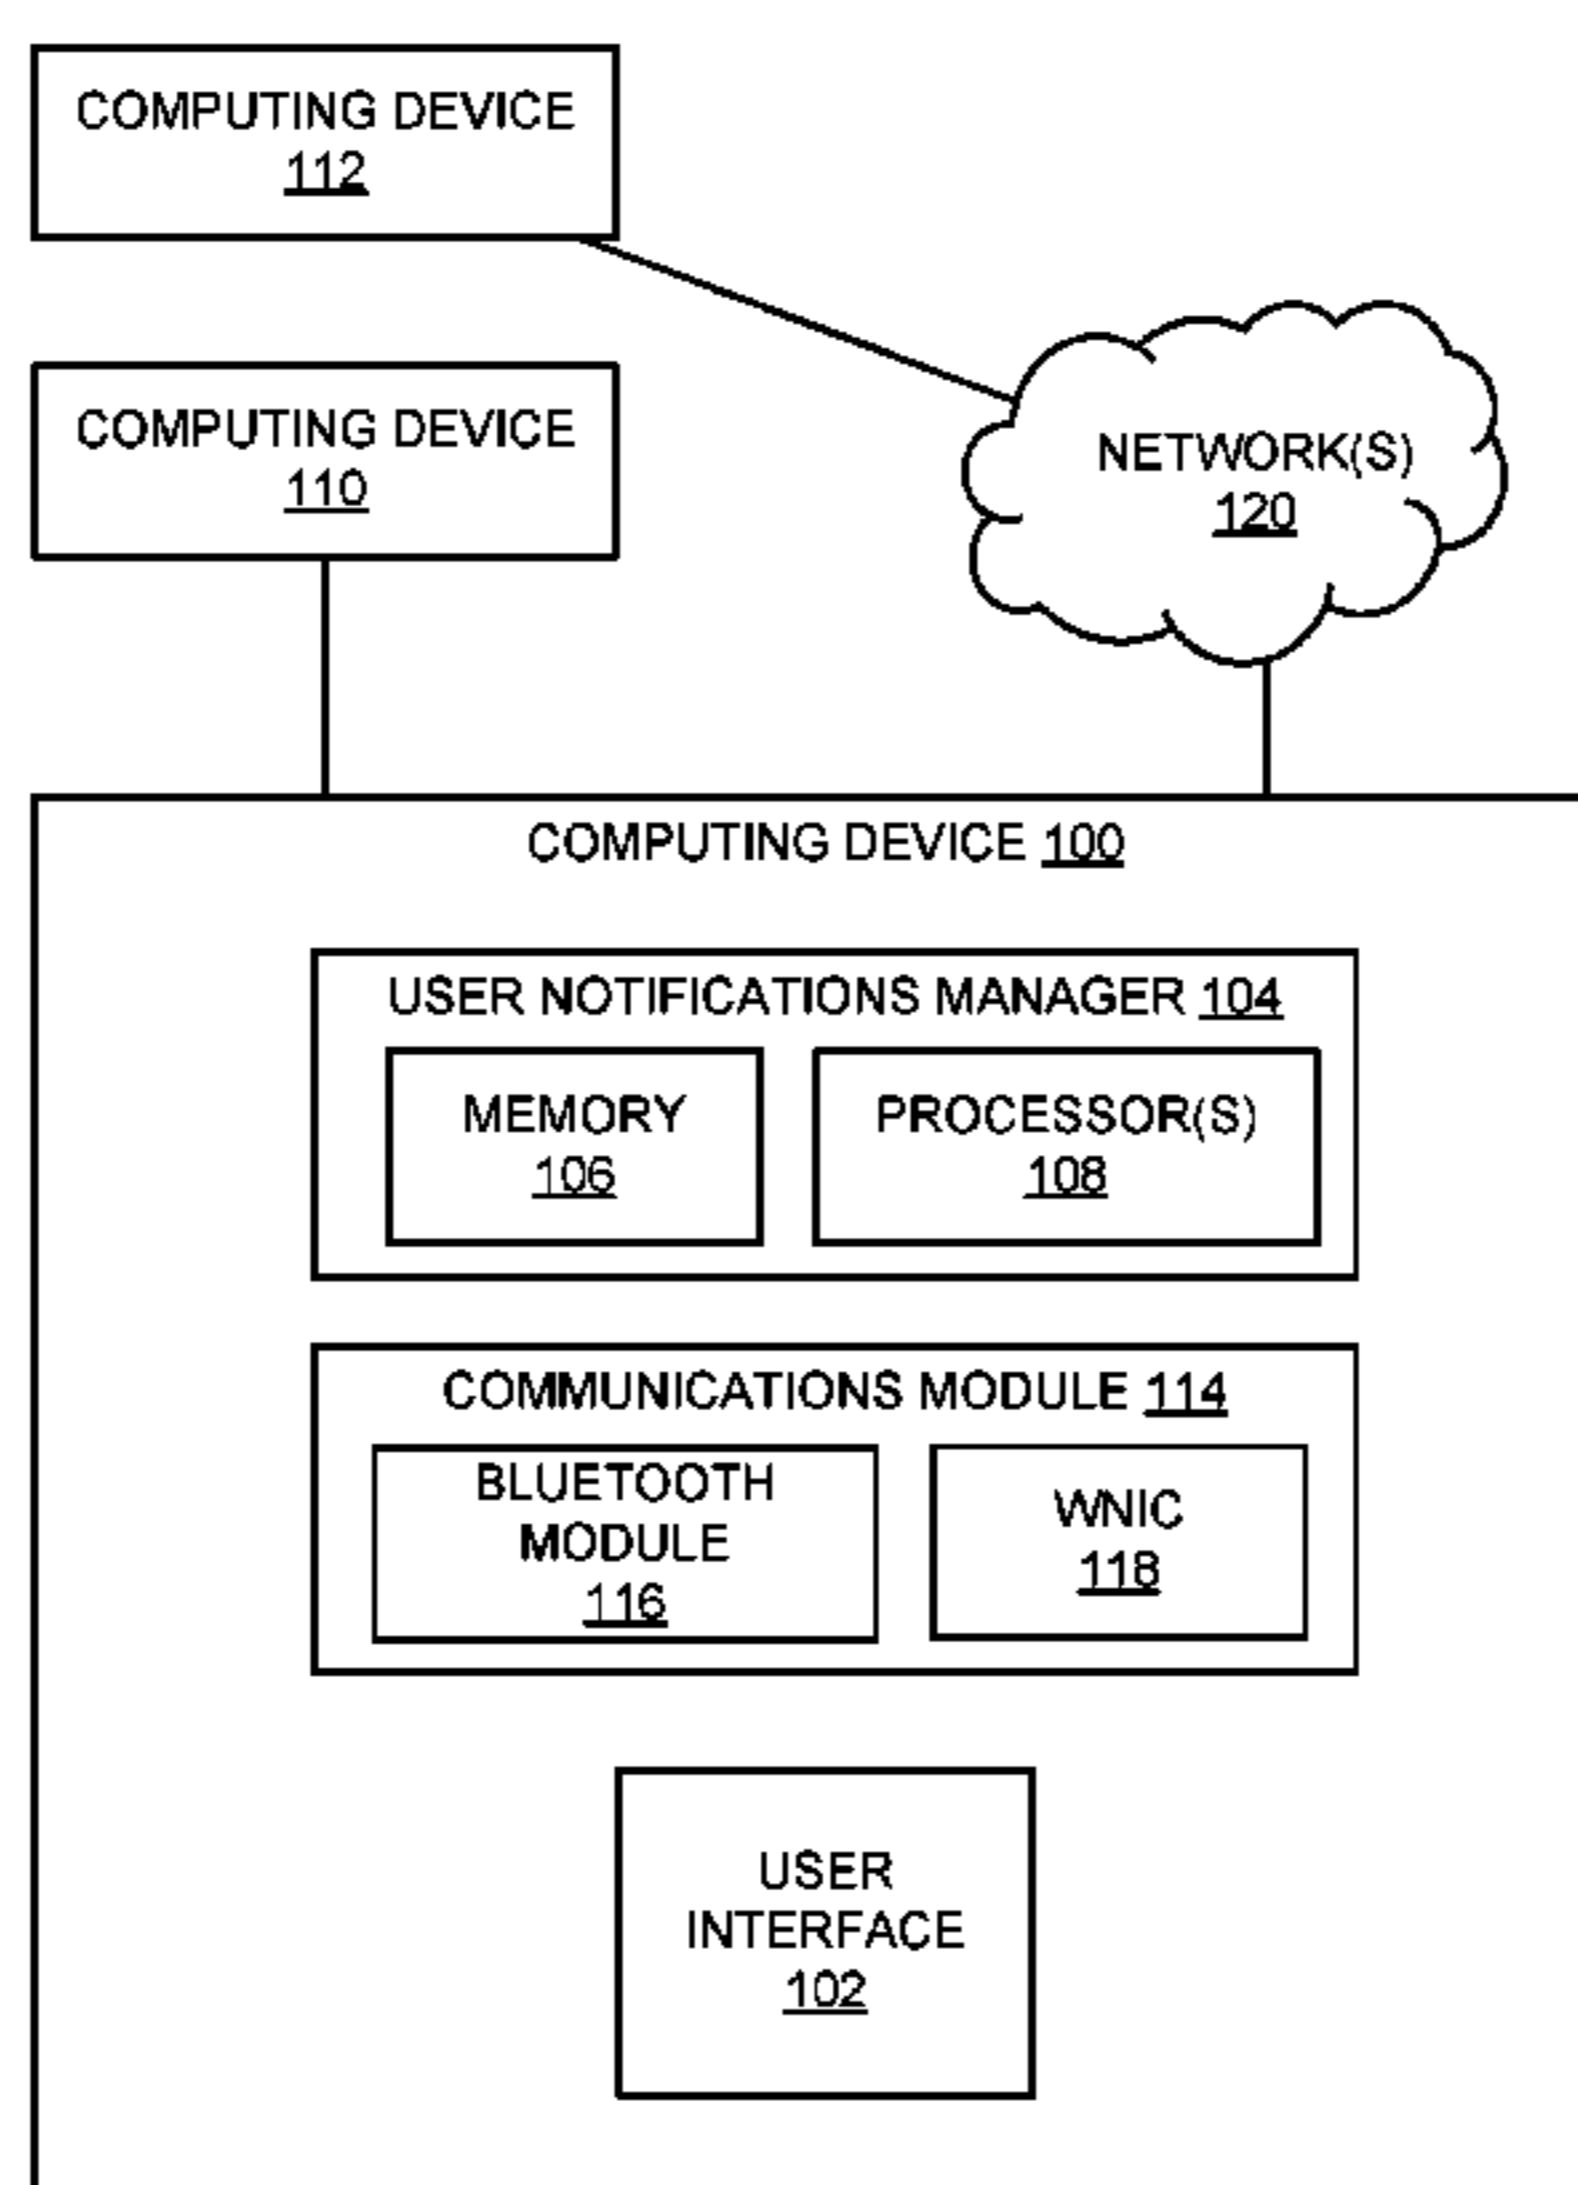 COMPUTING DEVICE
112
COMPUTING DEVICE
110
NETWORK(S)
120
COMPUTING DEVICE 100
USER NOTIFICATIONS MANAGER 104
MEMORY
106
PROCESSOR(S)
108
COMMUNICATIONS MODULE 114
BLUETOOTH
MODULE
116
WNIC
118
USER
INTERFACE
102